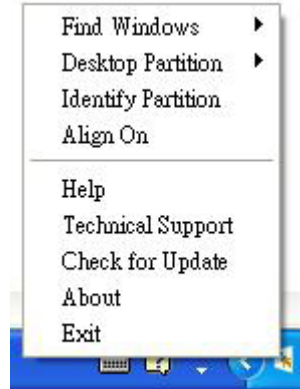 Find Windows
Desktop Partition
Identify Partition
Align On
Help
Technical Support
Check for Update
About
Exit